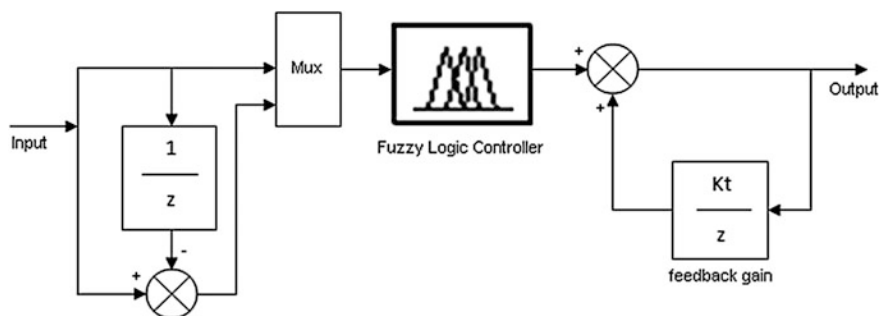 Input
1
z
-
+
Mux
Fuzzy Logic Controller
+
+
Output
Kt
z
feedback gain